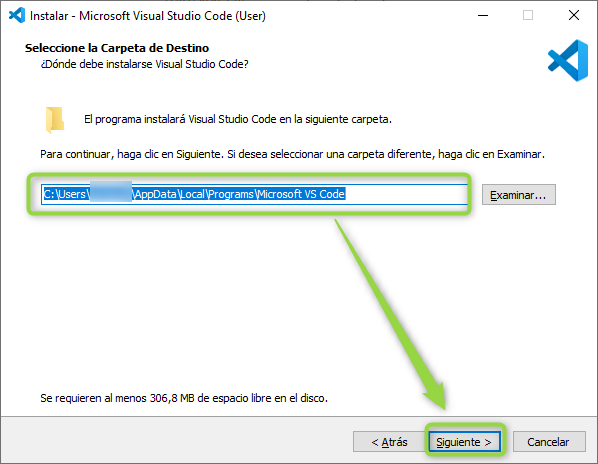 Instalar - Microsoft Visual Studio Code (User)
Seleccione la Carpeta de Destino
¿Dónde debe instalarse Visual Studio Code?
El programa instalará Visual Studio Code en la siguiente carpeta.
Para continuar, haga clic en Siguiente. Si desea seleccionar una carpeta diferente, haga clic en Examinar.
C:\Users\ \AppData\Local\Programs\Microsoft VS Code
Examinar...
Se requieren al menos 306,8 MB de espacio libre en el disco.
< Atrás
Siguiente >
Cancelar